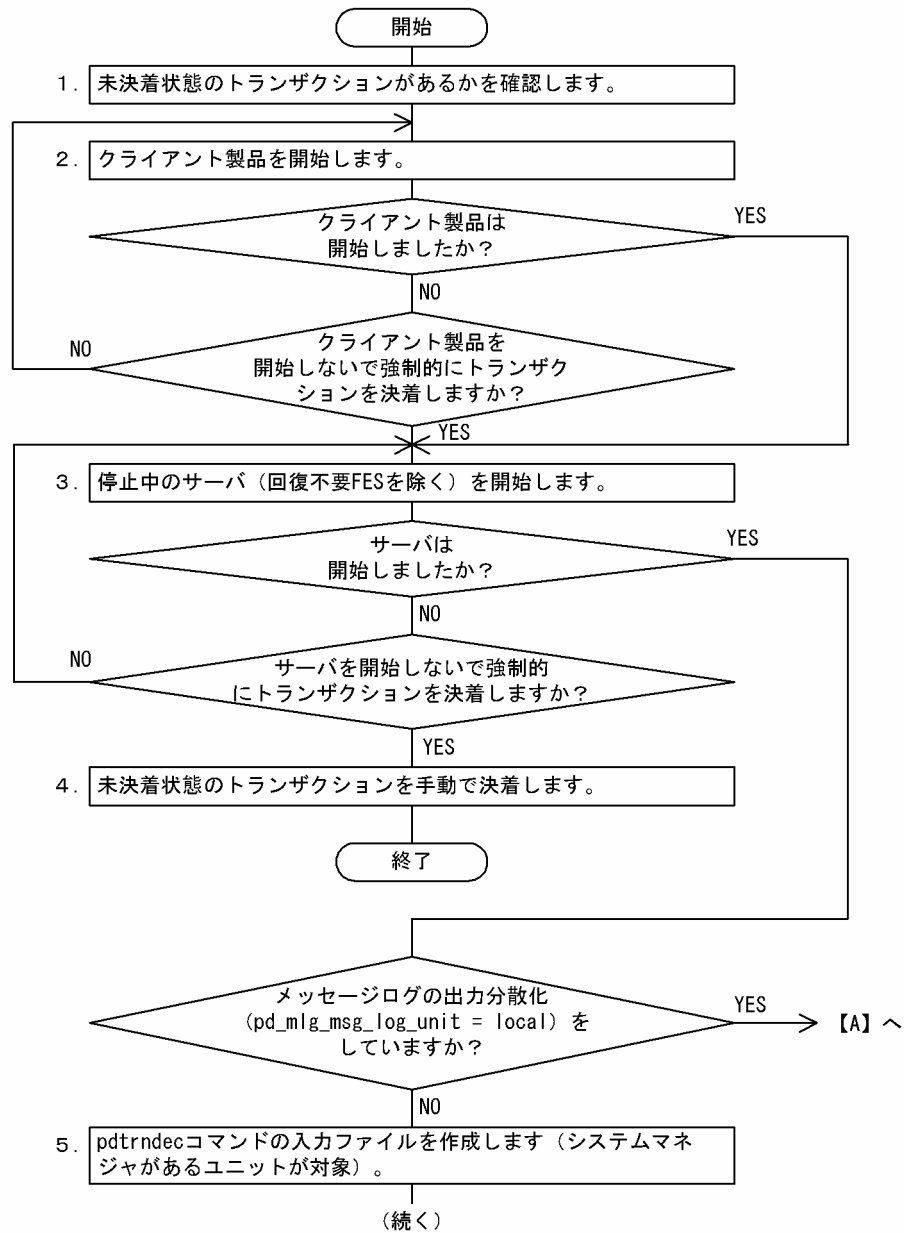 開始
1. 未決着状態のトランザクションがあるかを確認します。
2. クライアント製品を開始します。
クライアント製品は
開始しましたか？
YES
NO
クライアント製品を
開始しないで強制的にトランザク
ションを決着しますか？
NO
YES
3. 停止中のサーバ（回復不要FESを除く）を開始します。
サーバは
開始しましたか？
YES
NO
サーバを開始しないで強制的
にトランザクションを決着しますか？
NO
YES
4. 未決着状態のトランザクションを手動で決着します。
終了
メッセージログの出力分散化
（pd_mlg_msg_log_unit = local）を
していますか？
YES
【A】へ
NO
5. pdtrndecコマンドの入力ファイルを作成します（システムマネ
ジャがあるユニットが対象）。
（続く）